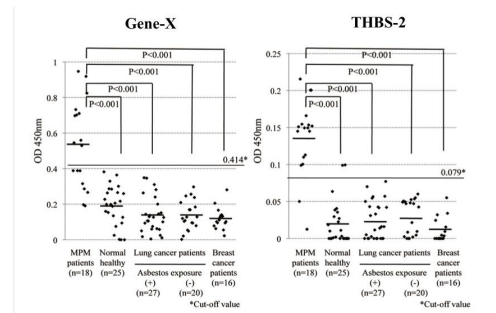 Gene-X
P<0.001
P<0.001
P<0.001
P<0.001
OD 450nm
1
0.8
0.6
0.4
0.2
0
0.414*
MPM patients (n=18)
Normal healthy (n=25)
Lung cancer patients
Asbestos exposure
(+) (n=27)
(-) (n=20)
Breast cancer patients (n=16)
*Cut-off value
THBS-2
P<0.001
P<0.001
P<0.001
P<0.001
OD 450nm
0.25
0.2
0.15
0.1
0.05
0
0.079*
MPM patients (n=18)
Normal healthy (n=25)
Lung cancer patients
Asbestos exposure
(+) (n=27)
(-) (n=20)
Breast cancer patients (n=16)
*Cut-off value